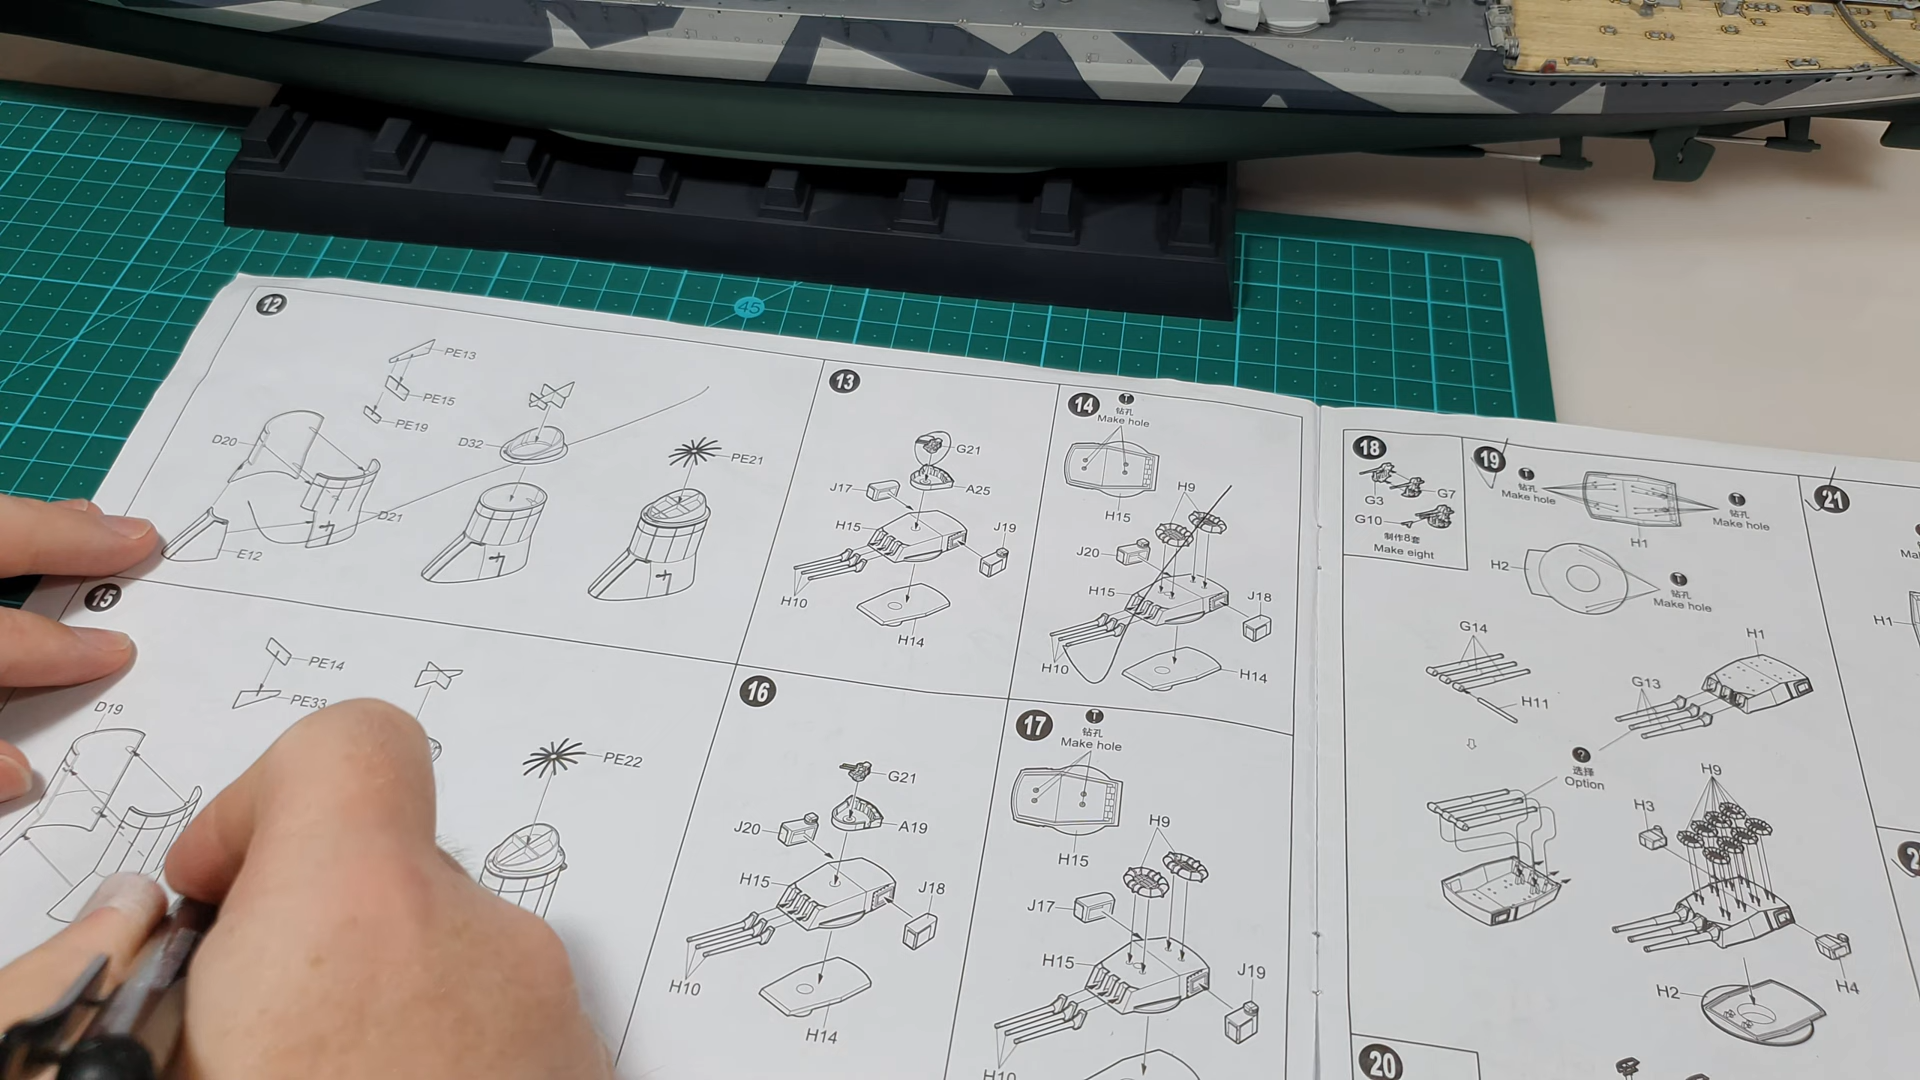 45
12
PE13
PE15
PE19
D20
D32
PE21
D21
E12
13
G21
J17
A25
H15
J19
H10
H14
14
T
钻孔
Make hole
H15
H9
J20
H15
J18
H10
H14
15
PE14
PE33
D19
PE22
16
G21
J20
A19
H15
J18
H10
H14
17
T
钻孔
Make hole
H15
H9
J17
H15
J19
H10
18
G3
G7
G10
制作8套
Make eight
19
T
钻孔
Make hole
T
钻孔
Make hole
H1
H2
T
钻孔
Make hole
G14
H11
H1
G13
?
选择
Option
H9
H3
H4
H2
20
21
H1